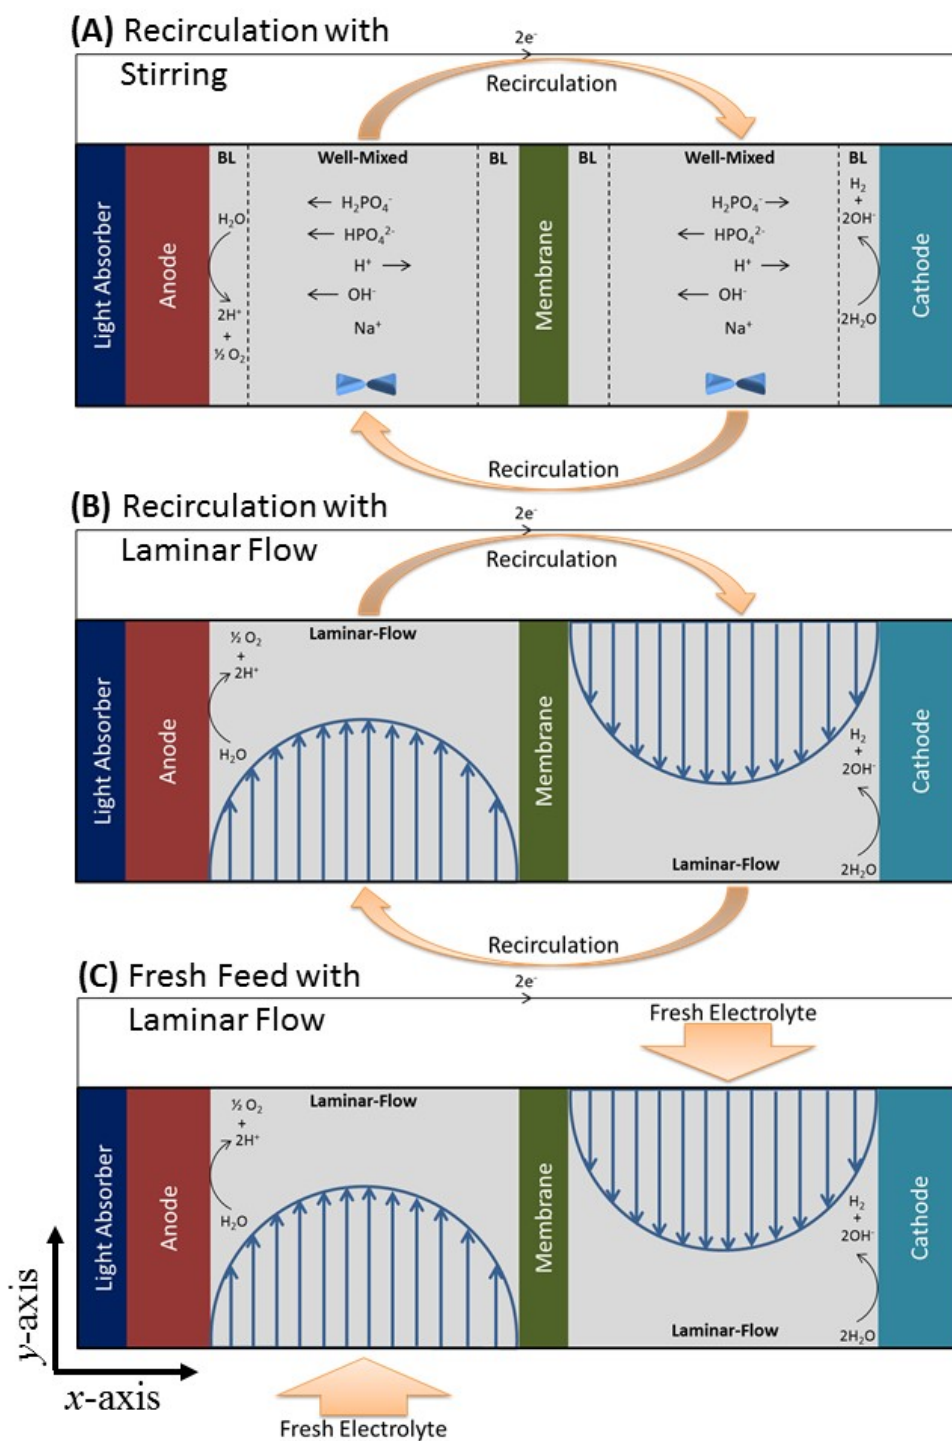 (A) Recirculation with
Stirring
2e⁻
Recirculation
Light Absorber
Anode
BL
Well-Mixed
BL
Membrane
BL
Well-Mixed
BL
Cathode
H₂O
2H⁺
+
½ O₂
H₂PO₄⁻
HPO₄²⁻
H⁺
OH⁻
Na⁺
H₂PO₄⁻
HPO₄²⁻
H⁺
OH⁻
Na⁺
H₂
+
2OH⁻
2H₂O
Recirculation
(B) Recirculation with
Laminar Flow
2e⁻
Recirculation
Light Absorber
Anode
½ O₂
+
2H⁺
H₂O
Laminar-Flow
Membrane
H₂
+
2OH⁻
2H₂O
Laminar-Flow
Cathode
Recirculation
(C) Fresh Feed with
Laminar Flow
2e⁻
Fresh Electrolyte
Light Absorber
Anode
½ O₂
+
2H⁺
H₂O
Laminar-Flow
Membrane
H₂
+
2OH⁻
2H₂O
Laminar-Flow
Cathode
y-axis
x-axis
Fresh Electrolyte